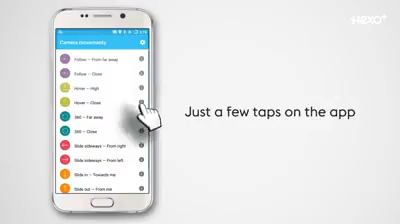 HEXO+
Camera movements
Follow – From far away
Follow – Close
Hover – High
Hover – Close
Just a few taps on the app
360 – Far away
360 – Close
Slide sideways – From right
Slide sideways – From left
Slide in – Towards me
Slide out – From me